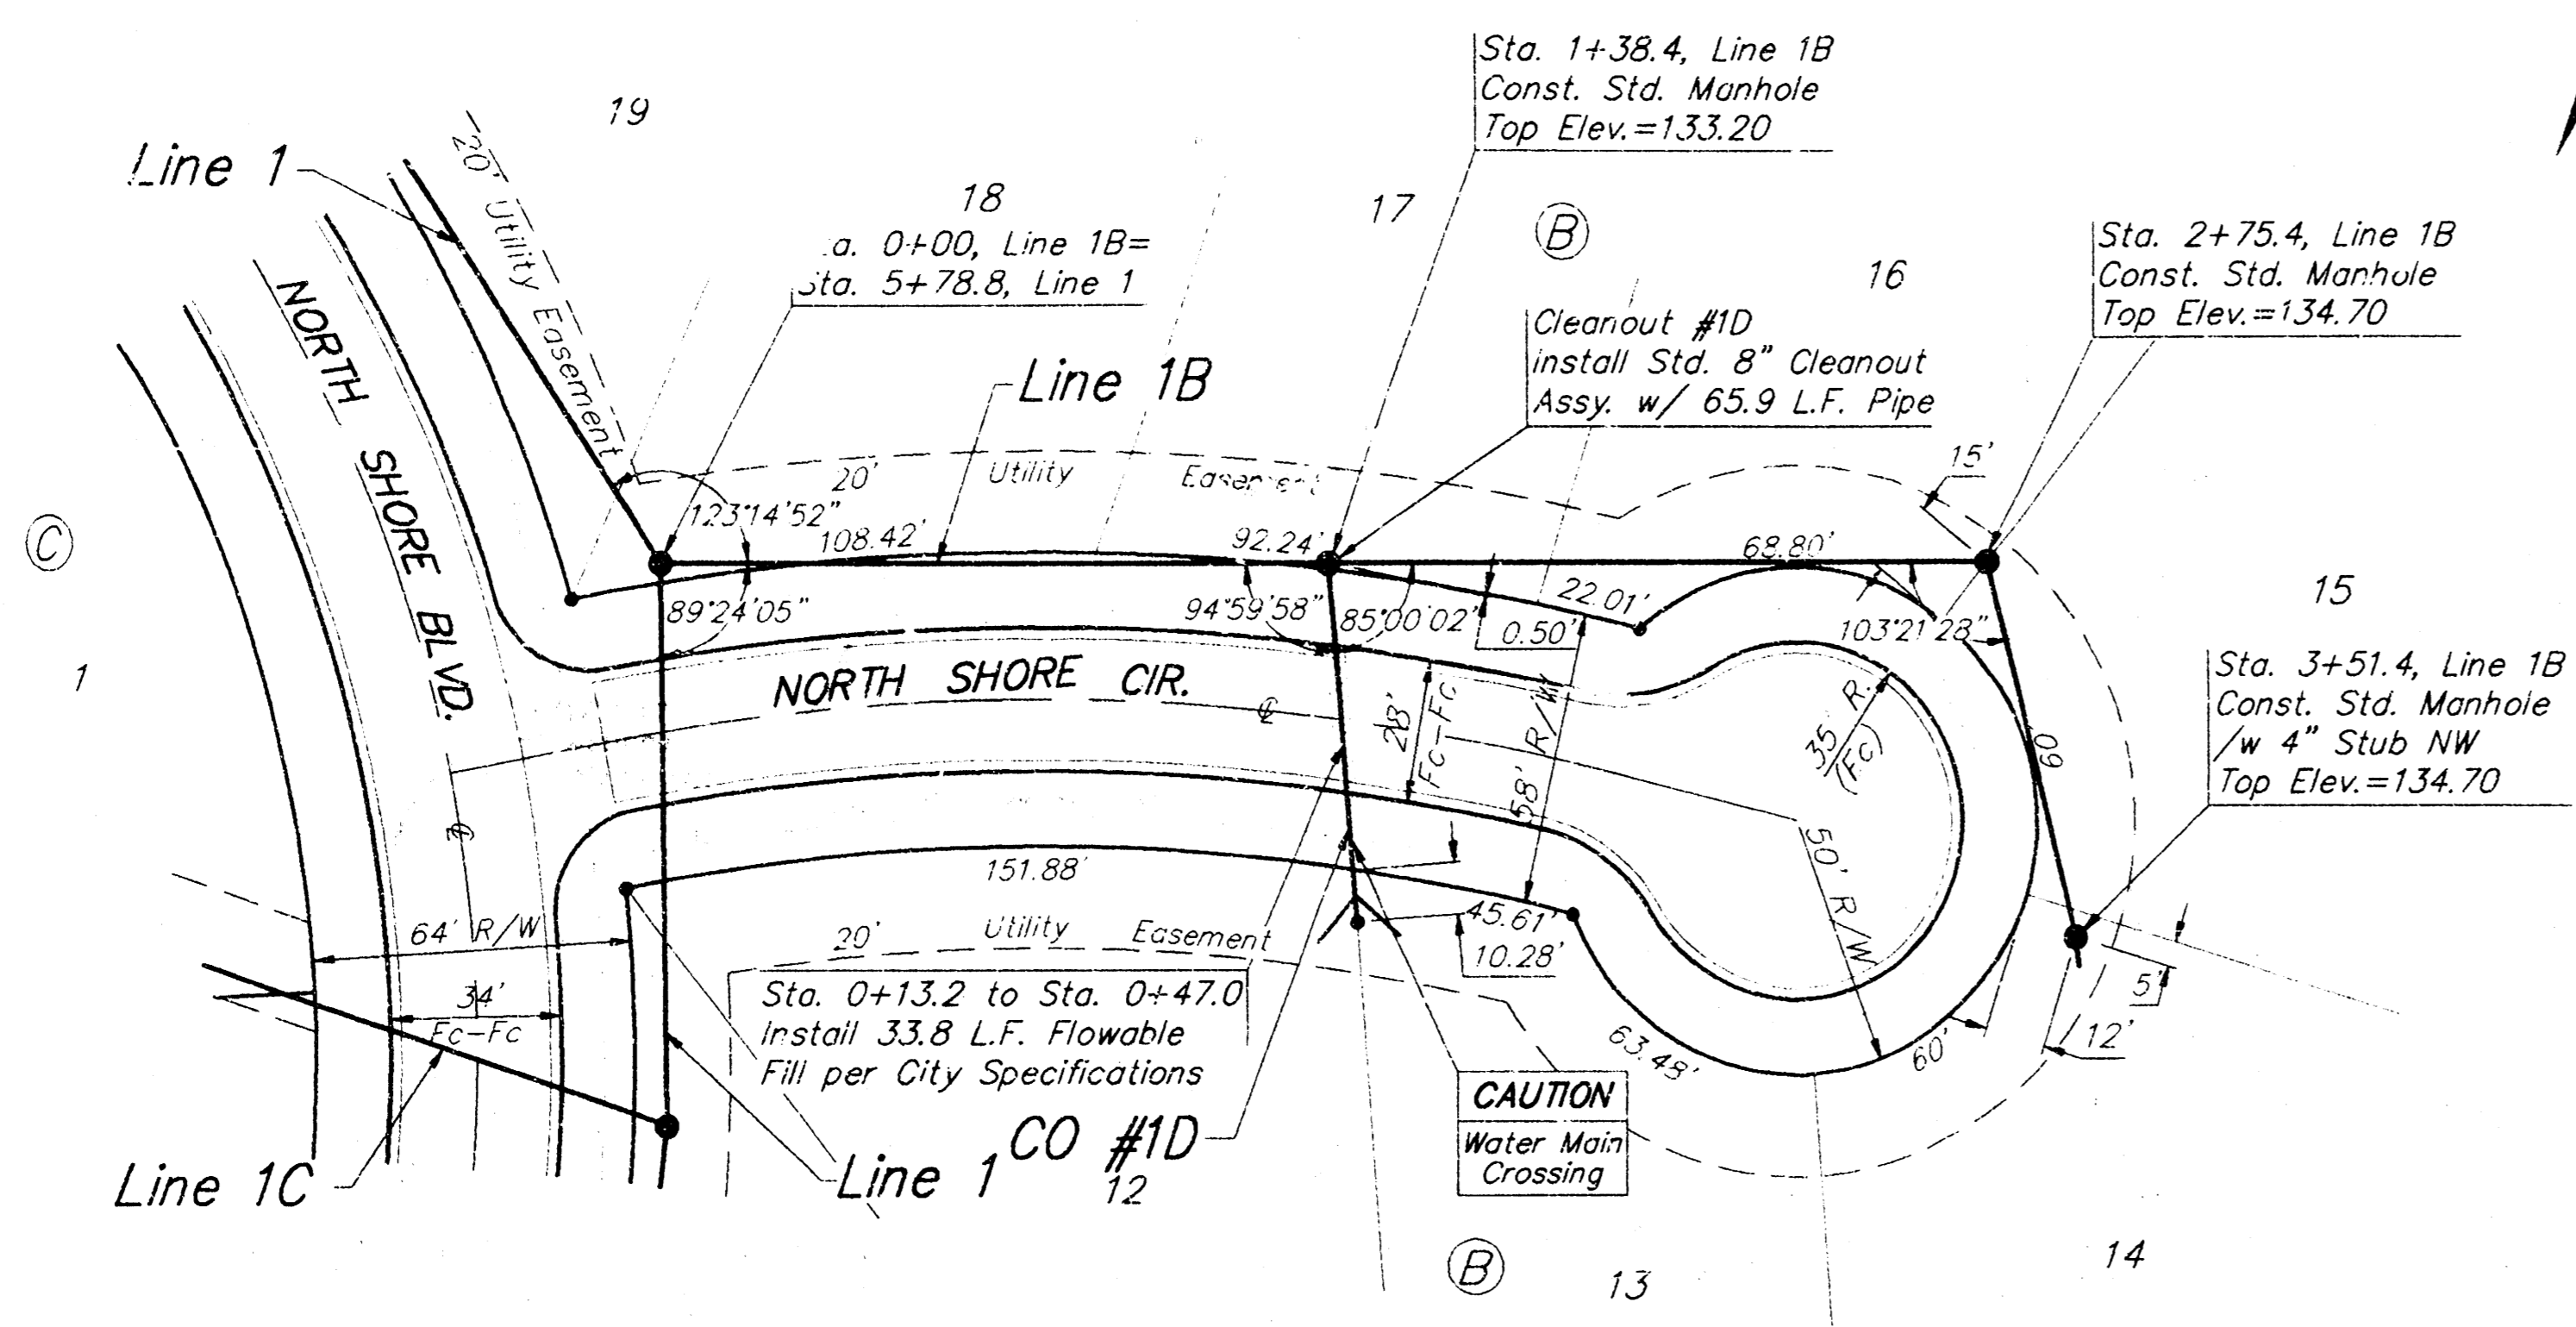 Sta. 1+38.4, Line 1B
Const. Std. Manhole
Top Elev.=133.20
19
Line 1
20' Utility Easement
18
.a. 0+00, Line 1B=
Sta. 5+78.8, Line 1
17
B
16
Sta. 2+75.4, Line 1B
Const. Std. Manhole
Top Elev.=134.70
NORTH SHORE BLVD.
Line 1B
Cleanout #1D
install Std. 8" Cleanout
Assy. w/ 65.9 L.F. Pipe
15'
20' Utility Easement
C
123°14'52"
108.42'
92.24'
68.80'
15
89°24'05"
94°59'58"
85°00'02"
22.01'
0.50'
103°21'28"
1
NORTH SHORE CIR.
℄
28'
Fc-Fc
58' R/W
35' R.
(Fc)
60'
Sta. 3+51.4, Line 1B
Const. Std. Manhole
/w 4" Stub NW
Top Elev.=134.70
℄
151.88'
50' R/W
64' R/W
20' Utility Easement
45.61'
10.28'
5'
12'
34'
Fc-Fc
Sta. 0+13.2 to Sta. 0+47.0
Install 33.8 L.F. Flowable
Fill per City Specifications
63.48'
60'
CAUTION
Water Main
Crossing
CO #1D
Line 1C
Line 1
12
B
13
14